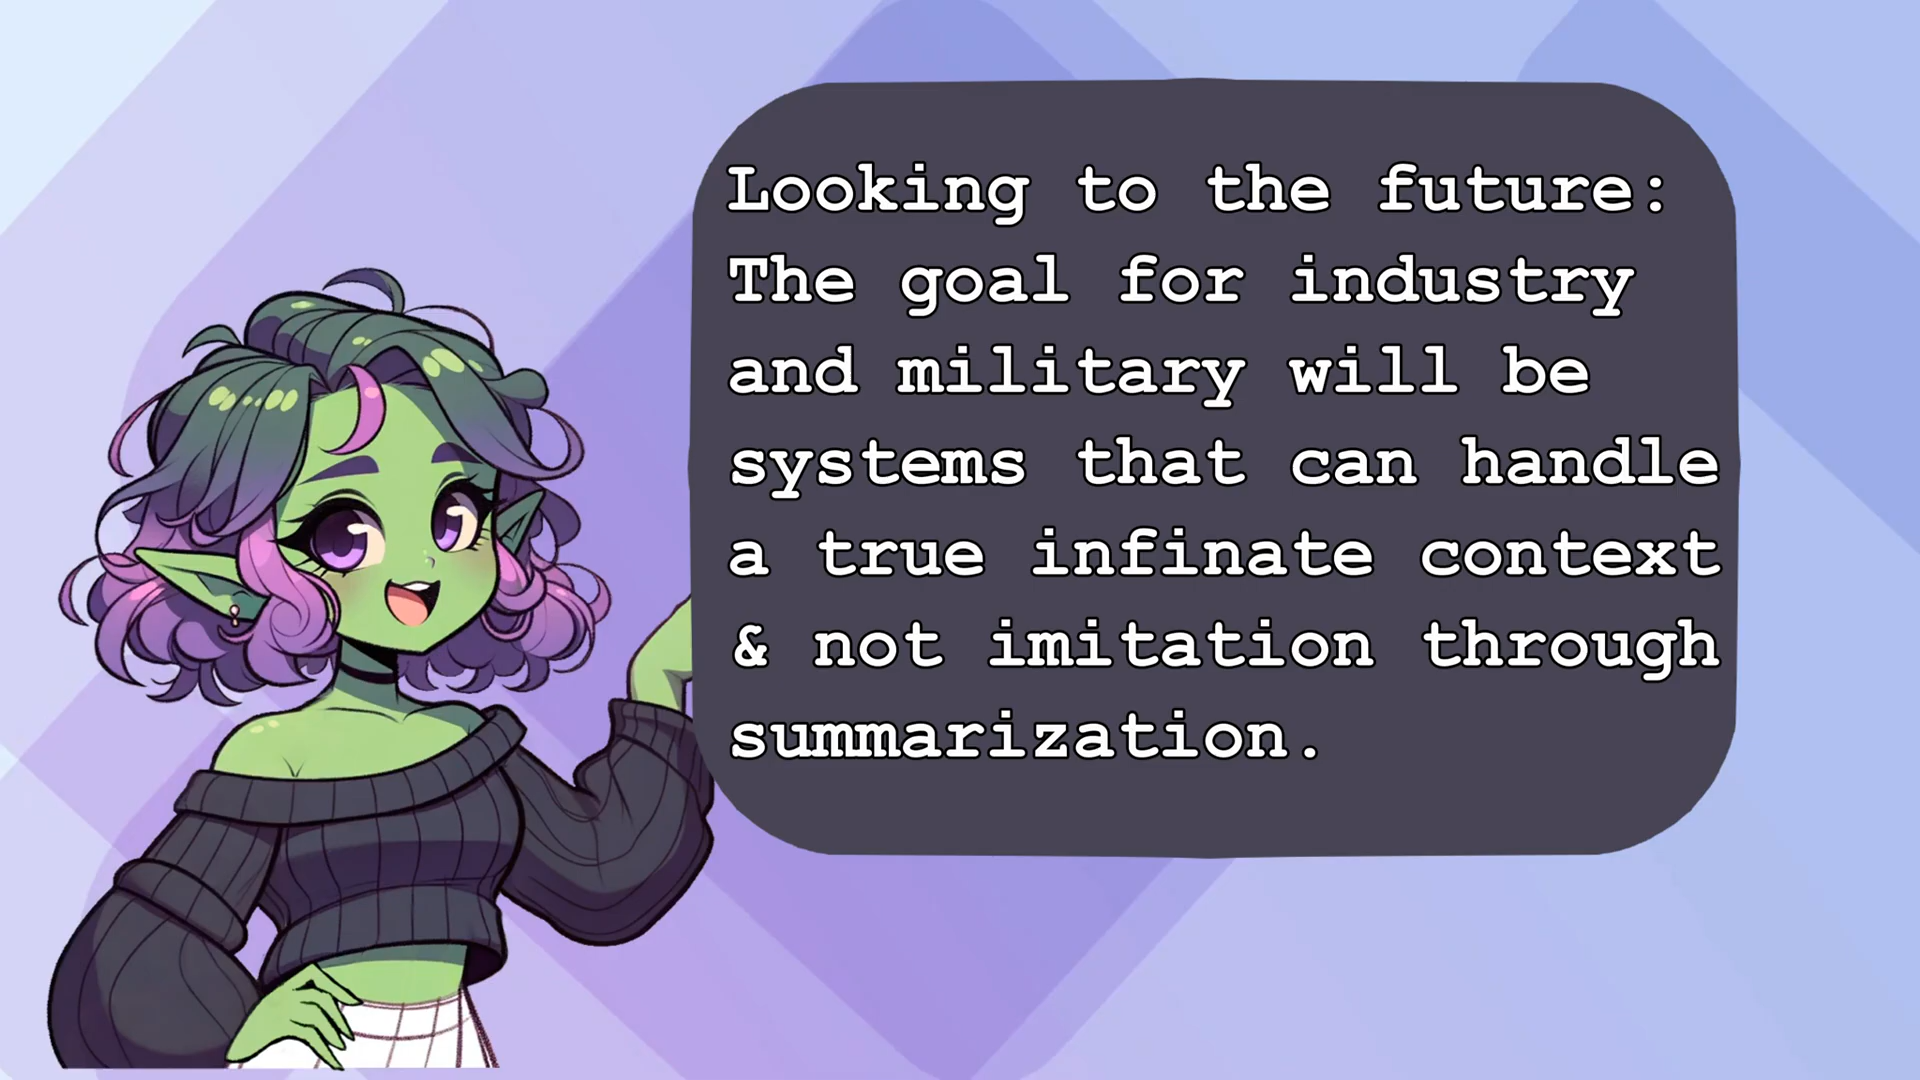 Looking to the future:
The goal for industry
and military will be
systems that can handle
a true infinate context
& not imitation through
summarization.